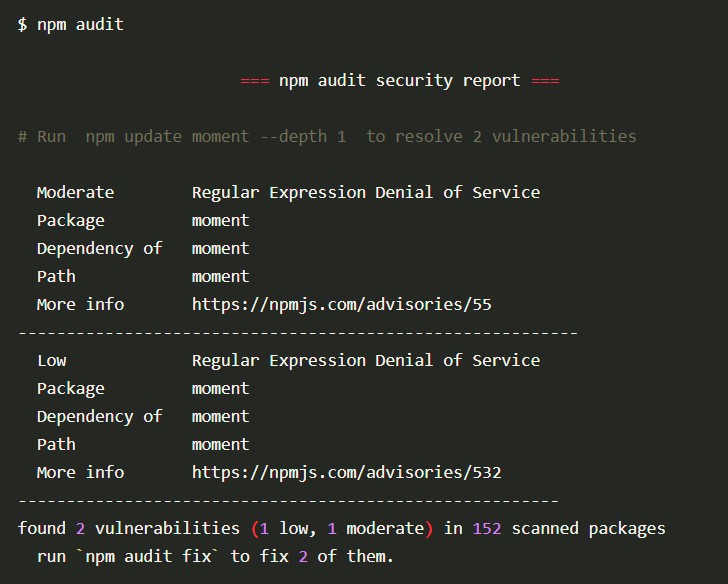 $ npm audit
=== npm audit security report ===
# Run  npm update moment --depth 1  to resolve 2 vulnerabilities
Moderate        Regular Expression Denial of Service
Package         moment
Dependency of   moment
Path            moment
More info       https://npmjs.com/advisories/55
----------------------------------------------------------
Low             Regular Expression Denial of Service
Package         moment
Dependency of   moment
Path            moment
More info       https://npmjs.com/advisories/532
--------------------------------------------------------
found 2 vulnerabilities (1 low, 1 moderate) in 152 scanned packages
run `npm audit fix` to fix 2 of them.